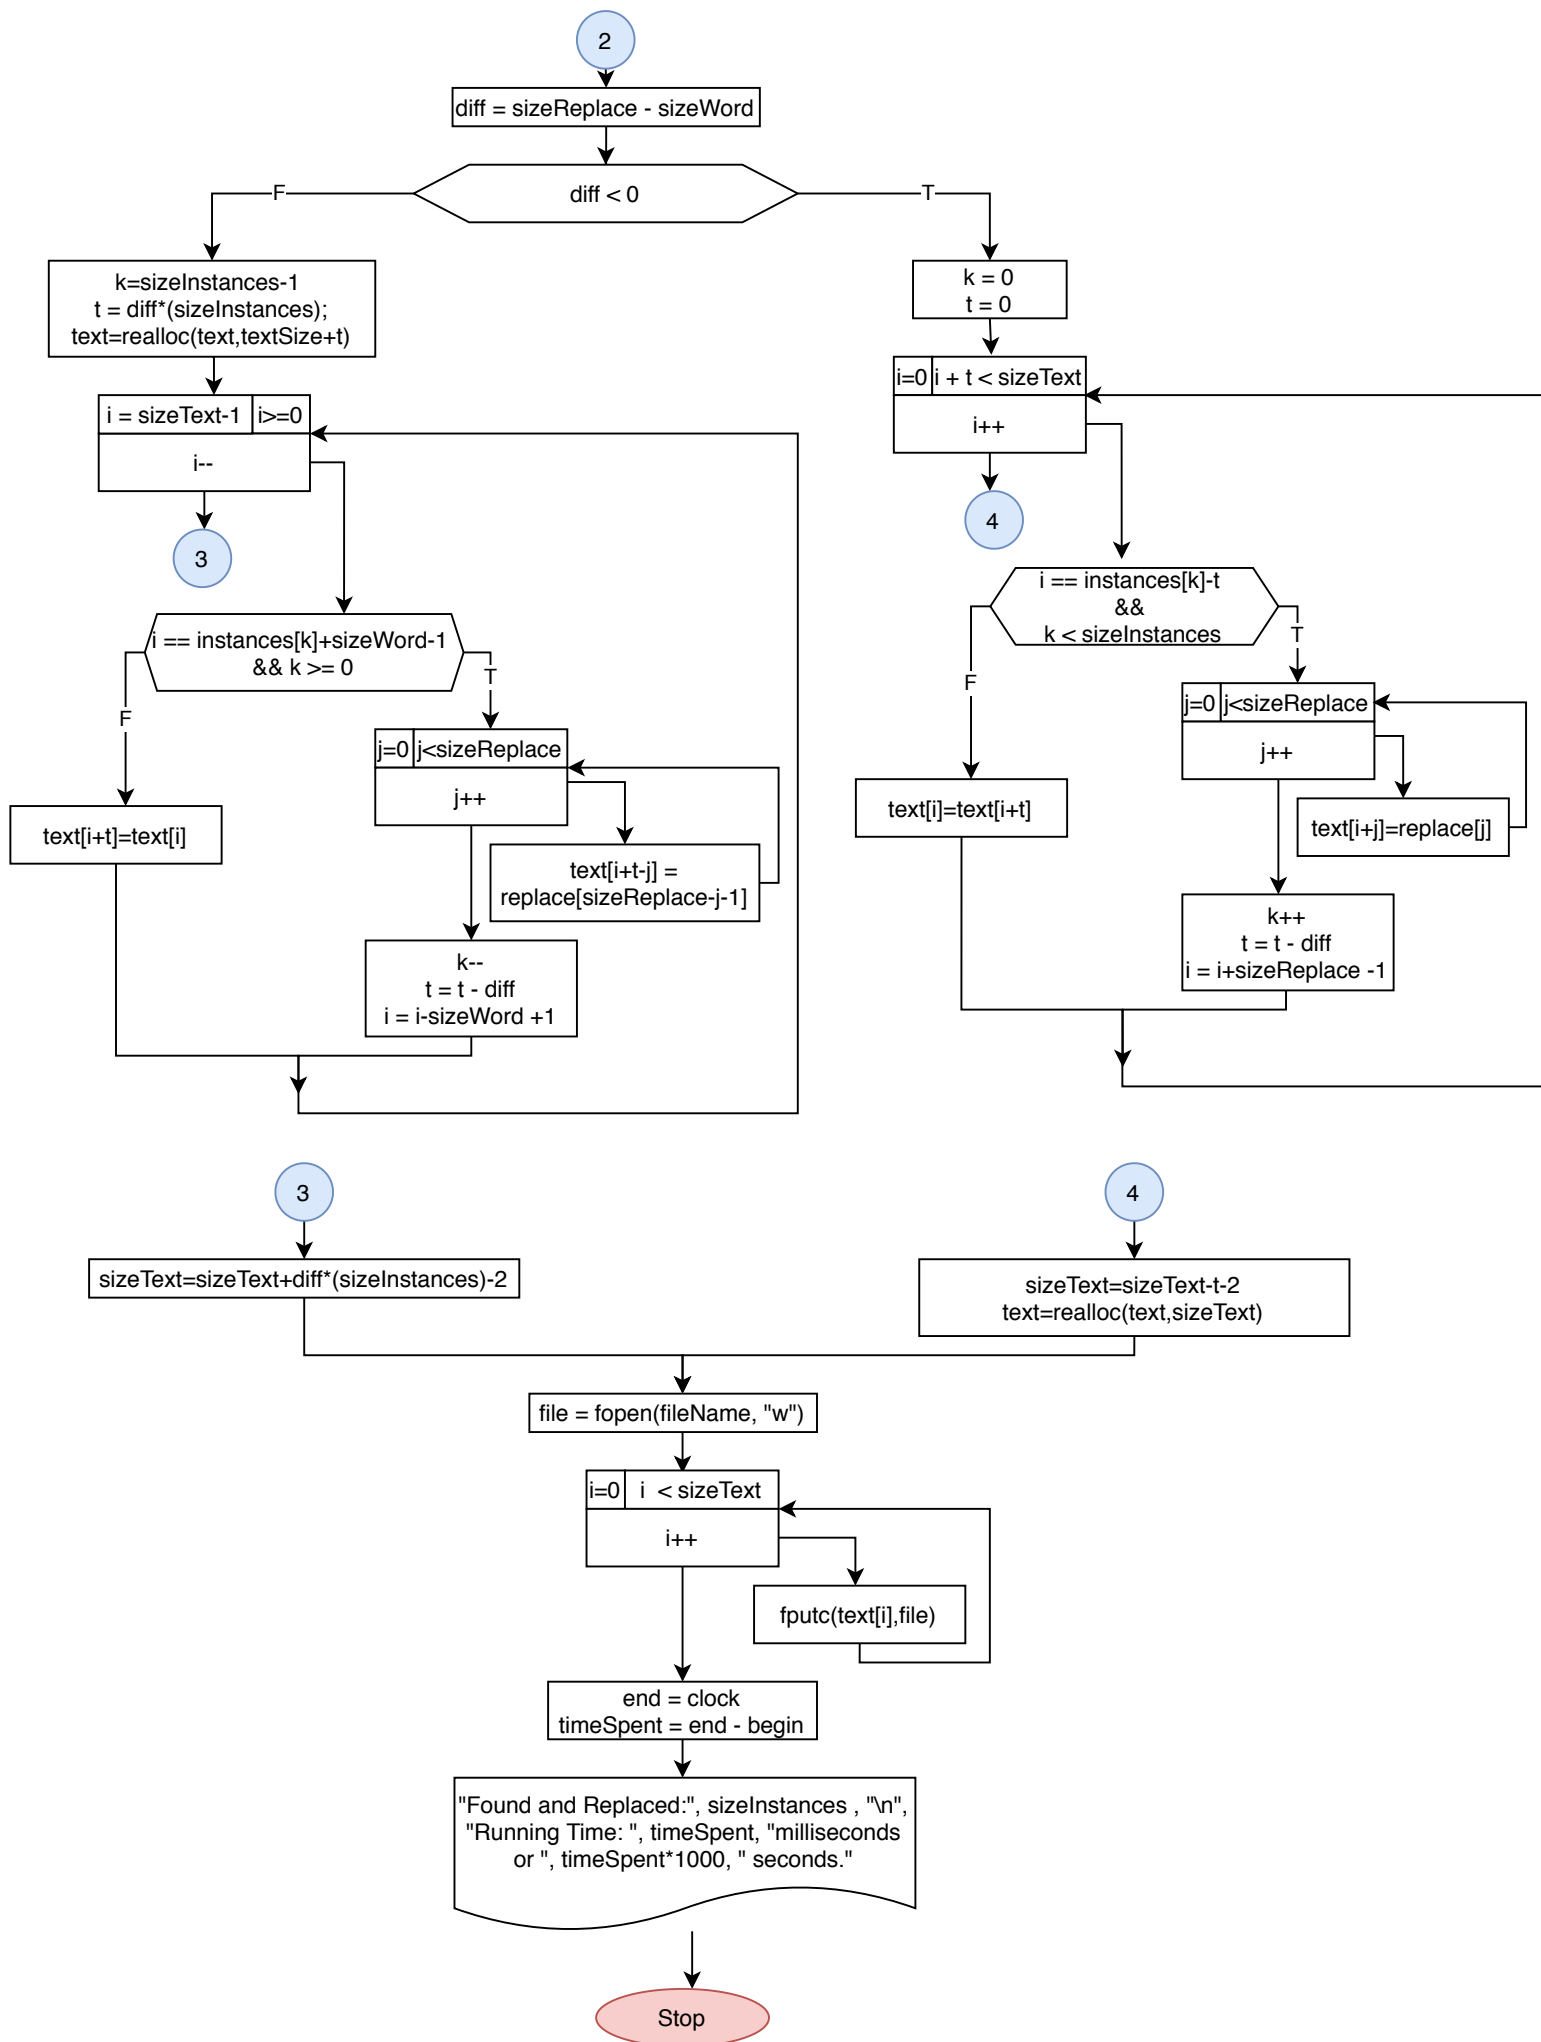 2
diff = sizeReplace - sizeWord
diff < 0
F
T
k=sizeInstances-1
t = diff*(sizeInstances);
text=realloc(text,textSize+t)
k = 0
t = 0
i = sizeText-1
i>=0
i--
i=0
i + t < sizeText
i++
3
4
i == instances[k]+sizeWord-1
&& k >= 0
F
T
i == instances[k]-t
&&
k < sizeInstances
F
T
j=0
j<sizeReplace
j++
text[i+t]=text[i]
text[i+t-j] =
replace[sizeReplace-j-1]
k--
t = t - diff
i = i-sizeWord +1
j=0
j<sizeReplace
j++
text[i]=text[i+t]
text[i+j]=replace[j]
k++
t = t - diff
i = i+sizeReplace -1
3
4
sizeText=sizeText+diff*(sizeInstances)-2
sizeText=sizeText-t-2
text=realloc(text,sizeText)
file = fopen(fileName, "w")
i=0
i < sizeText
i++
fputc(text[i],file)
end = clock
timeSpent = end - begin
"Found and Replaced:", sizeInstances , "\n",
"Running Time: ", timeSpent, "milliseconds
or ", timeSpent*1000, " seconds."
Stop